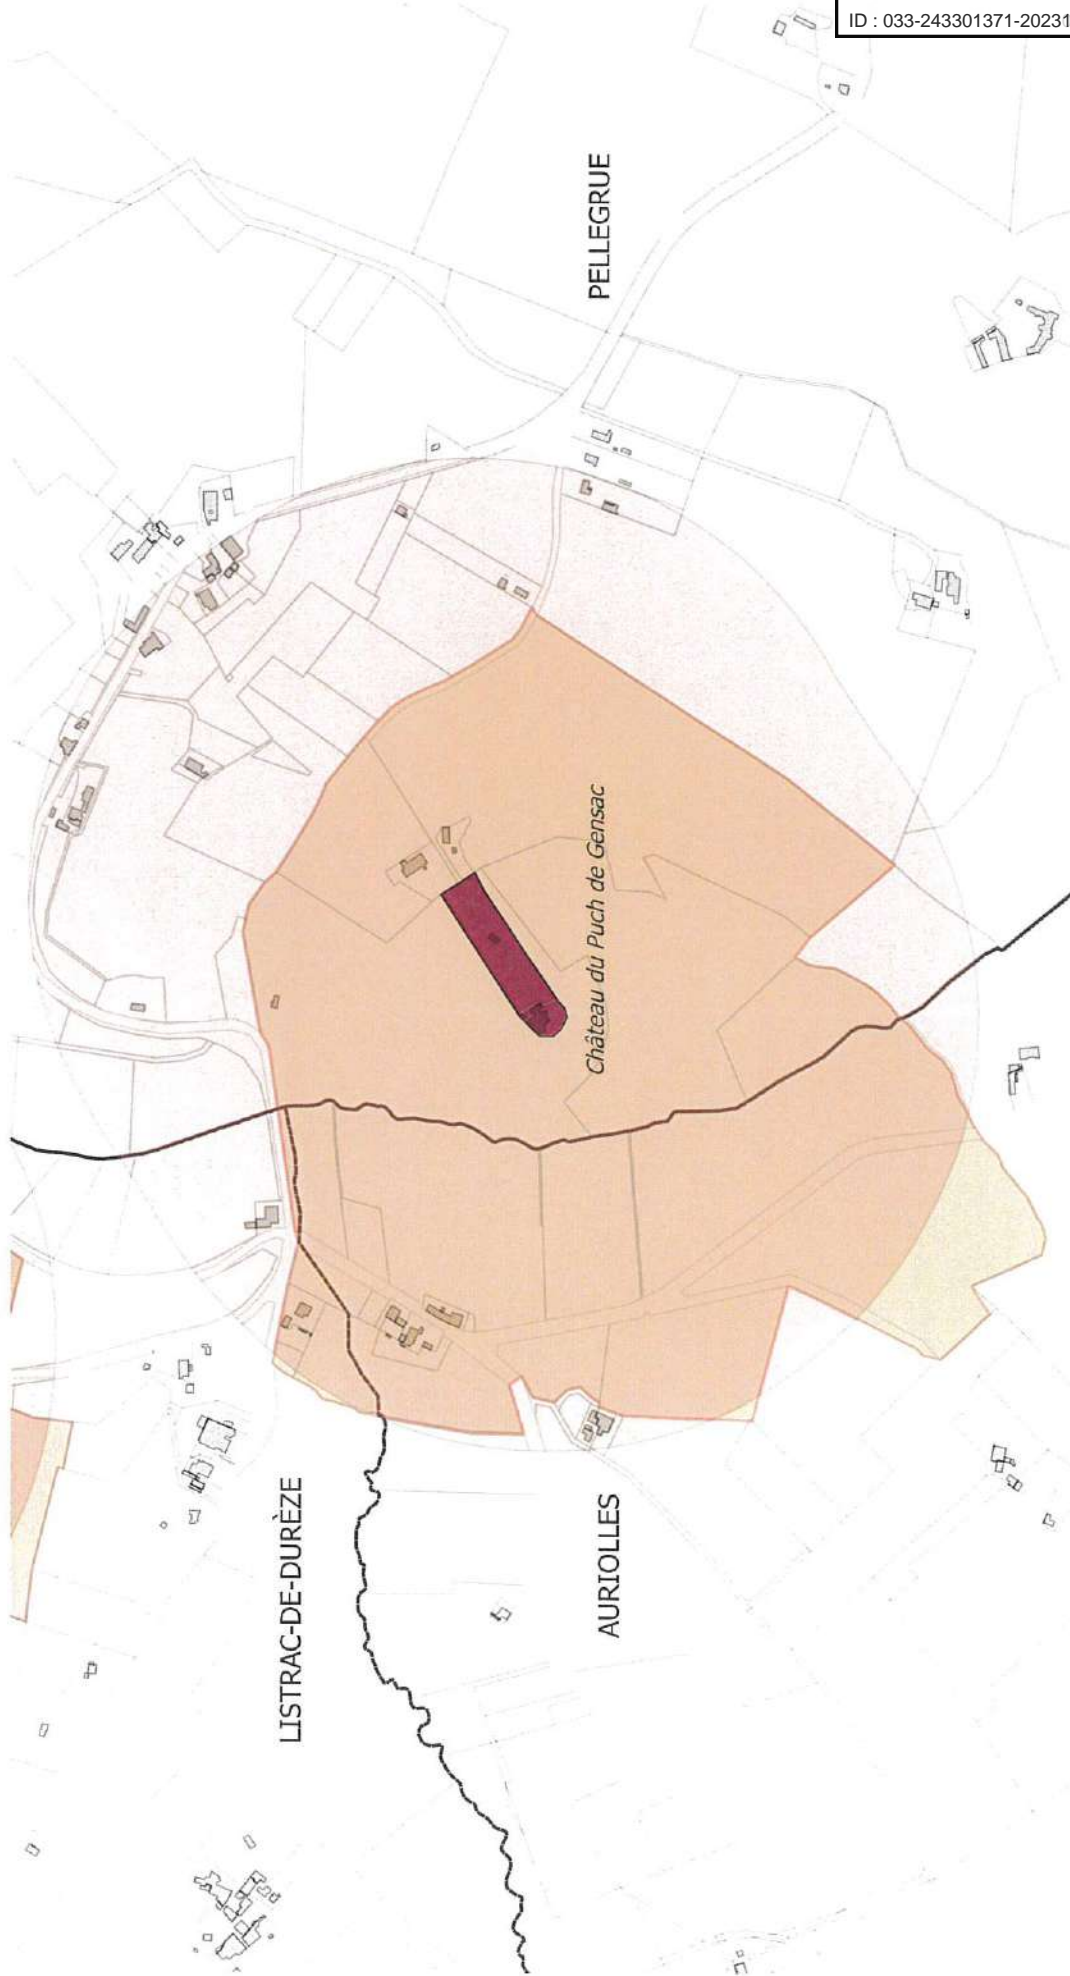 ID : 033-243301371-20231
PELLEGRUE
Château du Puch de Gensac
LISTRAC-DE-DURÈZE
AURIOLLES